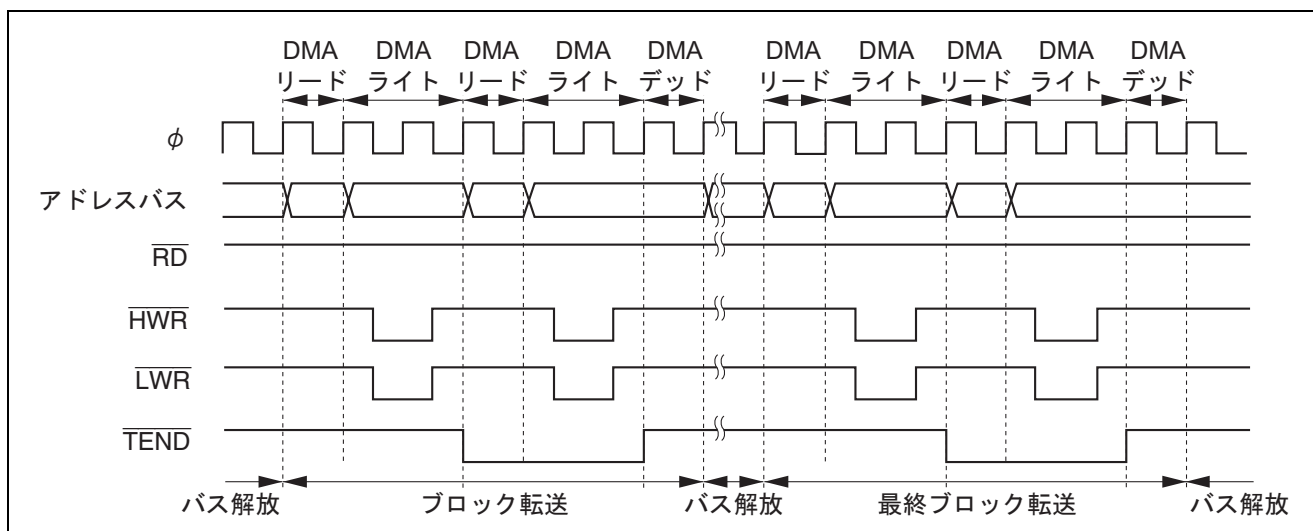 DMA DMA DMA DMA DMA DMA DMA DMA DMA DMA
リード ライト リード ライト デッド リード ライト リード ライト デッド
φ
アドレスバス
RD
HWR
LWR
TEND
バス解放 ブロック転送 バス解放 最終ブロック転送 バス解放